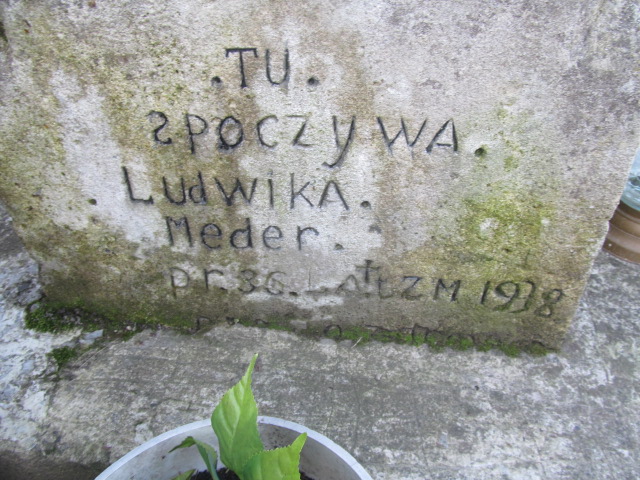 .TU.
SPOCZYWA.
LUdWIKA.
Meder.
pr.36.LAT ZM 1938